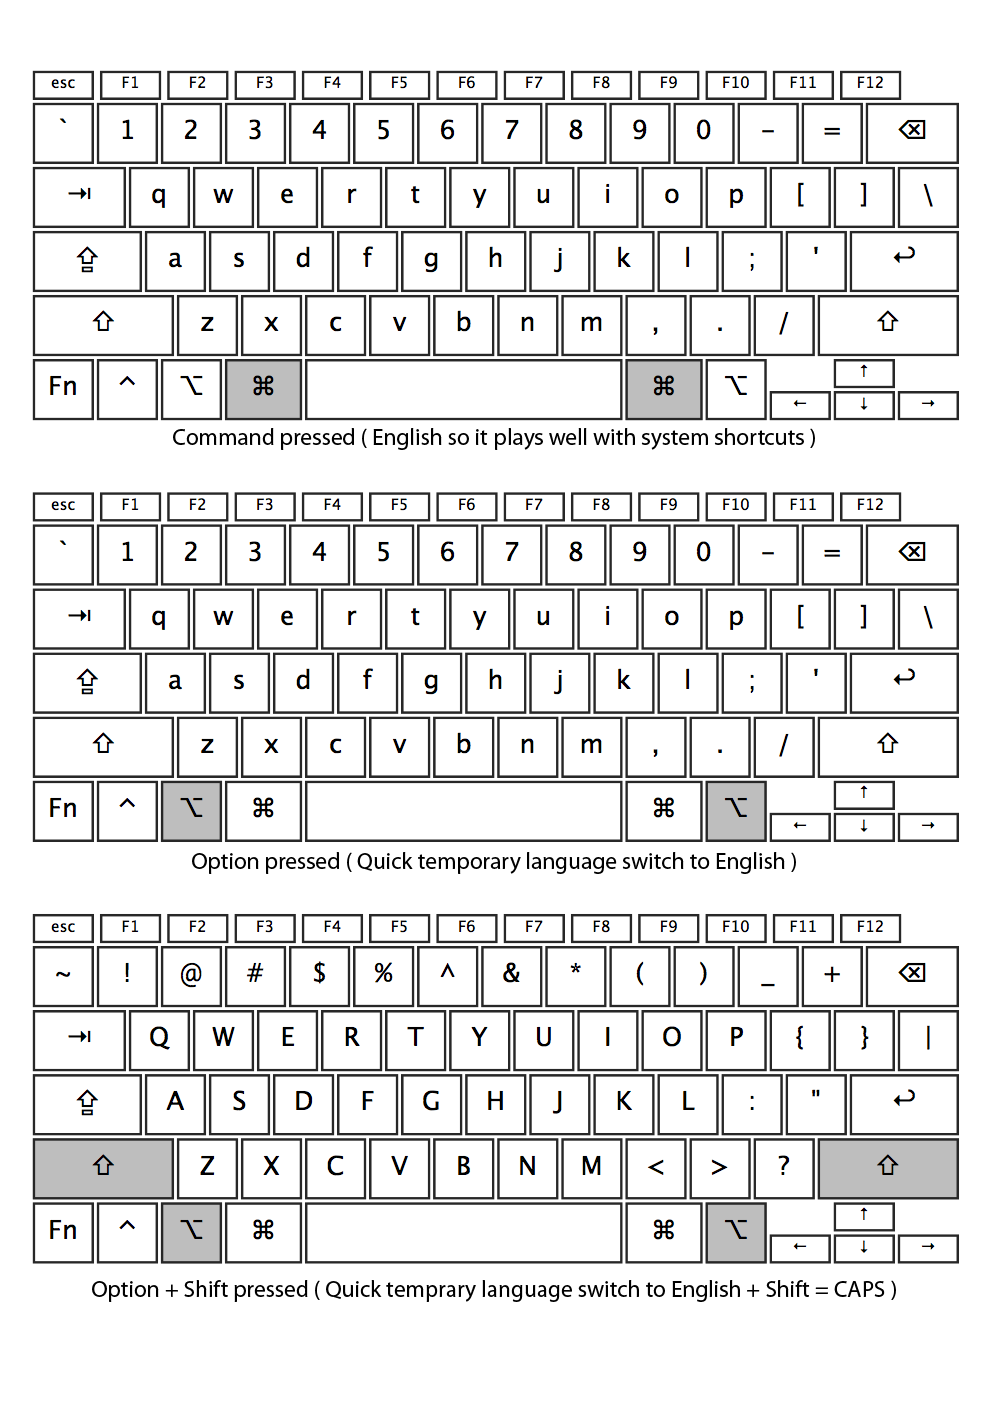 esc F1 F2 F3 F4 F5 F6 F7 F8 F9 F10 F11 F12
` 1 2 3 4 5 6 7 8 9 0 - = ⌫
⇥ q w e r t y u i o p [ ] \
⇪ a s d f g h j k l ; ' ↩
⇧ z x c v b n m , . / ⇧
Fn ^ ⌥ ⌘ ⌘ ⌥ ← ↑ ↓ →
Command pressed ( English so it plays well with system shortcuts )
esc F1 F2 F3 F4 F5 F6 F7 F8 F9 F10 F11 F12
` 1 2 3 4 5 6 7 8 9 0 - = ⌫
⇥ q w e r t y u i o p [ ] \
⇪ a s d f g h j k l ; ' ↩
⇧ z x c v b n m , . / ⇧
Fn ^ ⌥ ⌘ ⌘ ⌥ ← ↑ ↓ →
Option pressed ( Quick temporary language switch to English )
esc F1 F2 F3 F4 F5 F6 F7 F8 F9 F10 F11 F12
~ ! @ # $ % ^ & * ( ) _ + ⌫
⇥ Q W E R T Y U I O P { } |
⇪ A S D F G H J K L : " ↩
⇧ Z X C V B N M < > ? ⇧
Fn ^ ⌥ ⌘ ⌘ ⌥ ← ↑ ↓ →
Option + Shift pressed ( Quick temprary language switch to English + Shift = CAPS )